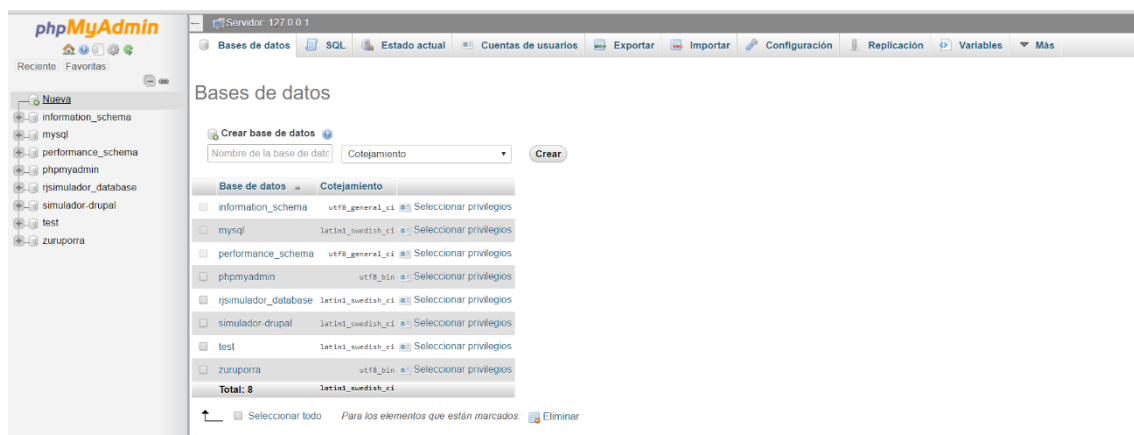 phpMyAdmin
Reciente Favoritas
Nueva
information_schema
mysql
performance_schema
phpmyadmin
rjsimulador_database
simulador-drupal
test
zuruporra
Servidor: 127.0.0.1
Bases de datos SQL Estado actual Cuentas de usuarios Exportar Importar Configuración Replicación Variables Más
Bases de datos
Crear base de datos
Nombre de la base de datc Cotejamiento Crear
Base de datos Cotejamiento
information_schema utf8_general_ci Seleccionar privilegios
mysql latin1_swedish_ci Seleccionar privilegios
performance_schema utf8_general_ci Seleccionar privilegios
phpmyadmin utf8_bin Seleccionar privilegios
rjsimulador_database latin1_swedish_ci Seleccionar privilegios
simulador-drupal latin1_swedish_ci Seleccionar privilegios
test latin1_swedish_ci Seleccionar privilegios
zuruporra utf8_bin Seleccionar privilegios
Total: 8 latin1_swedish_ci
Seleccionar todo Para los elementos que están marcados: Eliminar